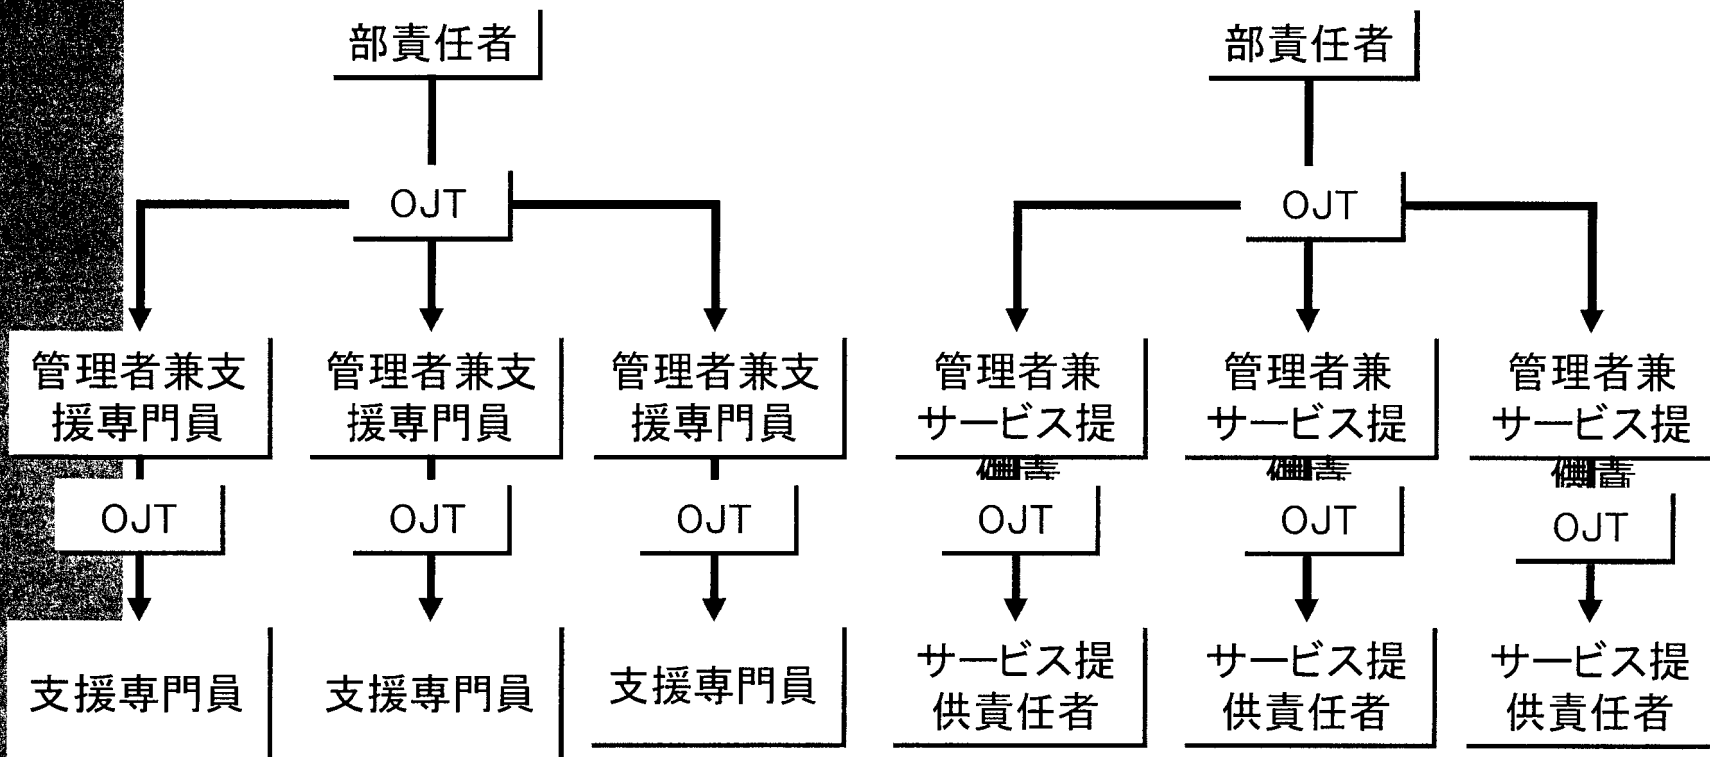 部責任者
部責任者
OJT
OJT
管理者兼支
援専門員
管理者兼支
援専門員
管理者兼支
援専門員
管理者兼
サービス提
管理者兼
サービス提
管理者兼
サービス提
OJT
OJT
OJT
OJT
OJT
OJT
支援専門員
支援専門員
支援専門員
サービス提
供責任者
サービス提
供責任者
サービス提
供責任者